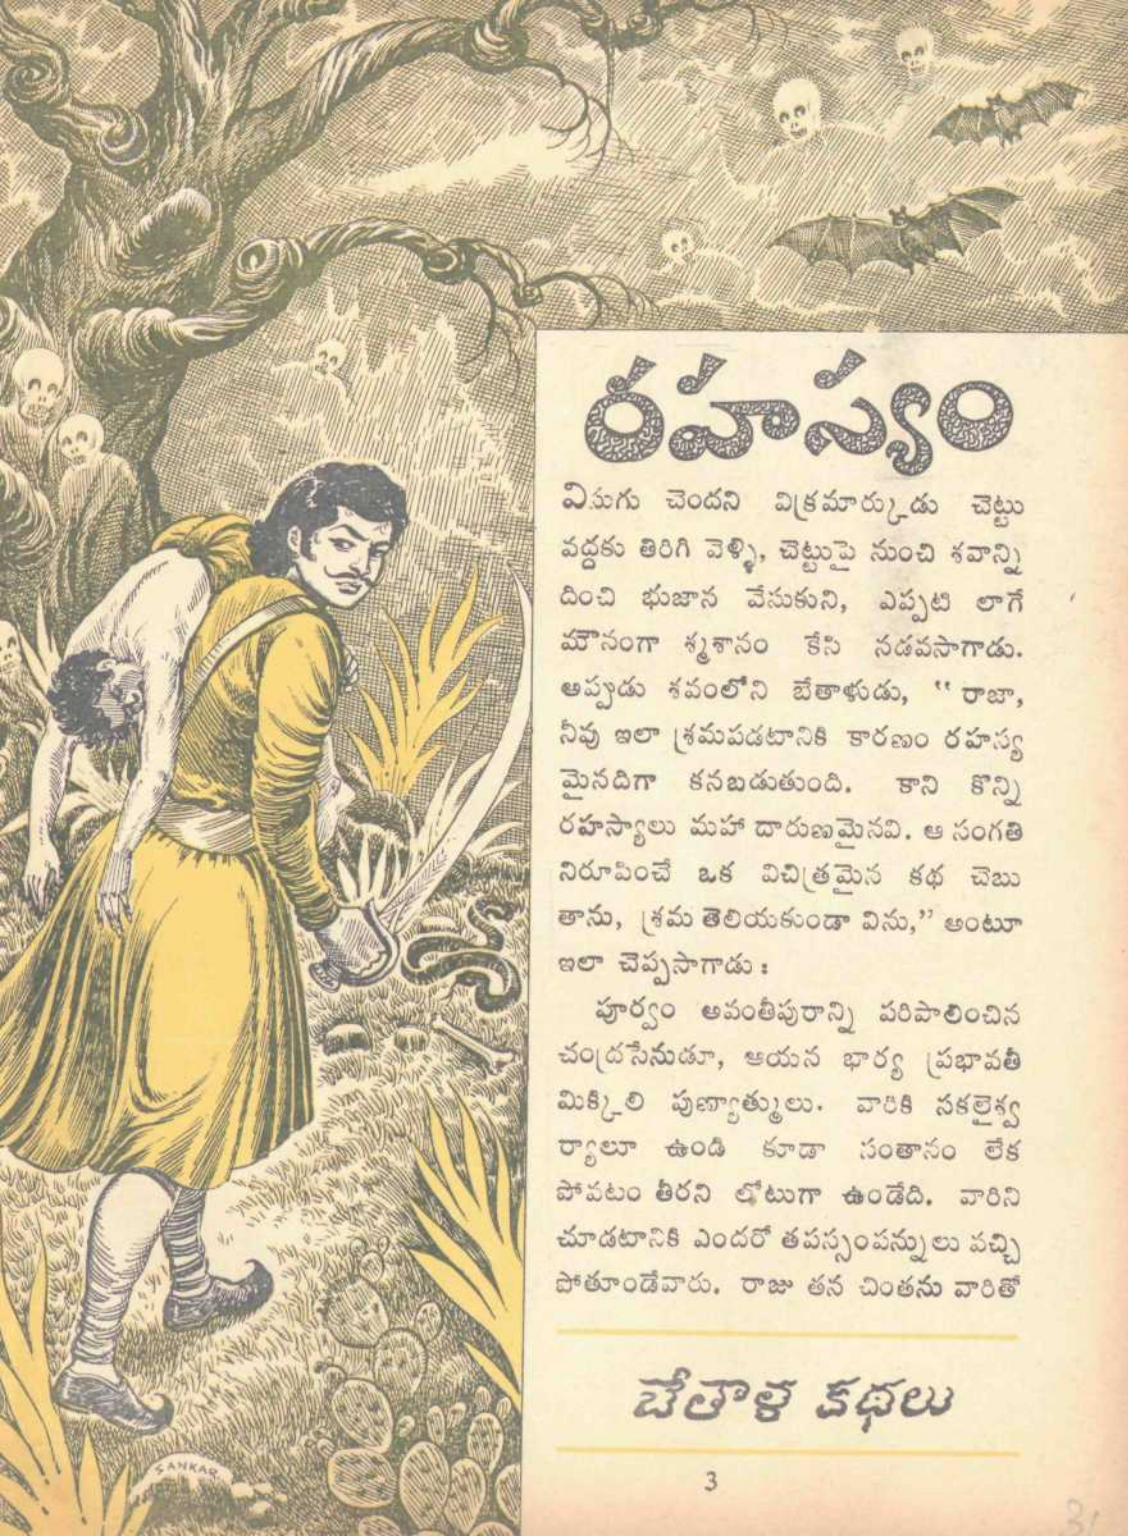 రహస్యం
విసుగు చెందని విక్రమార్కుడు చెట్టు
వద్దకు తిరిగి వెళ్ళి, చెట్టుపై నుంచి శవాన్ని
దించి భుజాన వేసుకుని, ఎప్పటి లాగే
మౌనంగా శ్మశానం కేసి నడవసాగాడు.
అప్పుడు శవంలోని బేతాళుడు, “ రాజా,
నీవు ఇలా శ్రమపడటానికి కారణం రహస్య
మైనదిగా కనబడుతుంది. కాని కొన్ని
రహస్యాలు మహా దారుణమైనవి. ఆ సంగతి
నిరూపించే ఒక విచిత్రమైన కథ చెబు
తాను, శ్రమ తెలియకుండా విను,” అంటూ
ఇలా చెప్పసాగాడు :
పూర్వం అవంతీపురాన్ని పరిపాలించిన
చంద్రసేనుడూ, ఆయన భార్య ప్రభావతీ
మిక్కిలి పుణ్యాత్ములు. వారికి సకలైశ్వ
ర్యాలూ ఉండి కూడా సంతానం లేక
పోవటం తీరని లోటుగా ఉండేది. వారిని
చూడటానికి ఎందరో తపస్సంపన్నులు వచ్చి
పోతూండేవారు. రాజు తన చింతను వారితో
బేతాళ కథలు
3
SANKAR